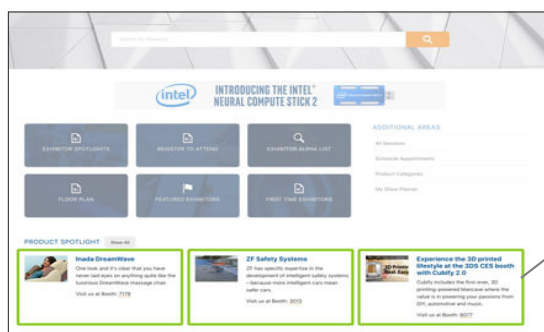 Search by Keyword
intel
INTRODUCING THE INTEL®
NEURAL COMPUTE STICK 2
EXHIBITOR SPOTLIGHTS
REGISTER TO ATTEND
EXHIBITOR ALPHA LIST
FLOOR PLAN
FEATURED EXHIBITORS
FIRST TIME EXHIBITORS
ADDITIONAL AREAS
All Sessions
Schedule Appointments
Product Categories
My Show Planner
PRODUCT SPOTLIGHT Show All
Inada DreamWave
One look and it's clear that you have
never laid eyes on anything quite like the
luxurious DreamWave massage chair.
Visit us at Booth: 7178
ZF Safety Systems
ZF has specific expertise in the
development of intelligent safety systems
- because more intelligent cars mean
safer cars.
Visit us at Booth: 3013
3D Printer
Experience the 3D printed
lifestyle at the 3DS CES booth
with Cubify 2.0
Cubify includes the first ever, 3D
printing-powered Mancave where the
value is in powering your passions from
DIY, automotive and music.
Visit us at Booth: 8077